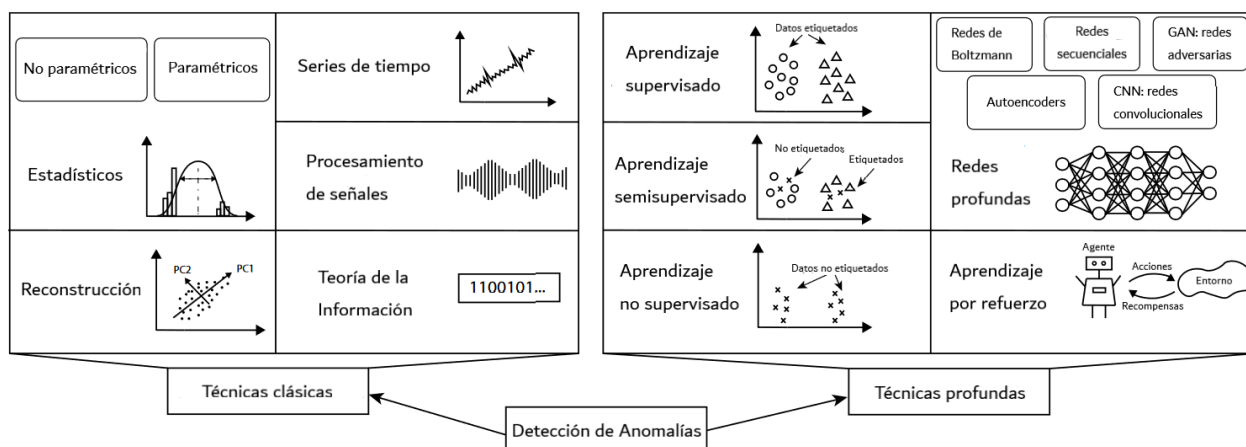 No paramétricos
Paramétricos
Estadísticos
Series de tiempo
Procesamiento
de señales
Reconstrucción
PC2
PC1
Teoría de la
Información
1100101...
Técnicas clásicas
Aprendizaje
supervisado
Datos etiquetados
Aprendizaje
semisupervisado
No etiquetados
Etiquetados
Aprendizaje
no supervisado
Datos no etiquetados
Redes de
Boltzmann
Redes
secuenciales
GAN: redes
adversarias
Autoencoders
CNN: redes
convolucionales
Redes
profundas
Aprendizaje
por refuerzo
Agente
Acciones
Recompensas
Entorno
Técnicas profundas
Detección de Anomalías